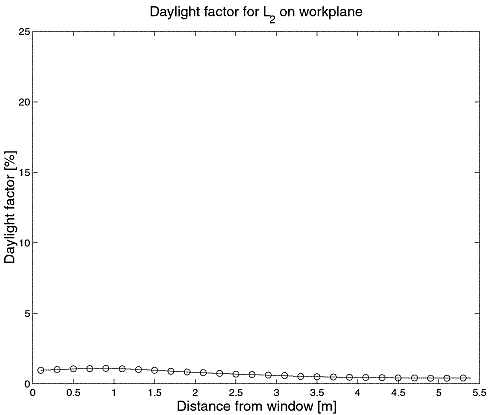 Daylight factor for L2 on workplane
Daylight factor [%]
25
20
15
10
5
0
0 0.5 1 1.5 2 2.5 3 3.5 4 4.5 5 5.5
Distance from window [m]